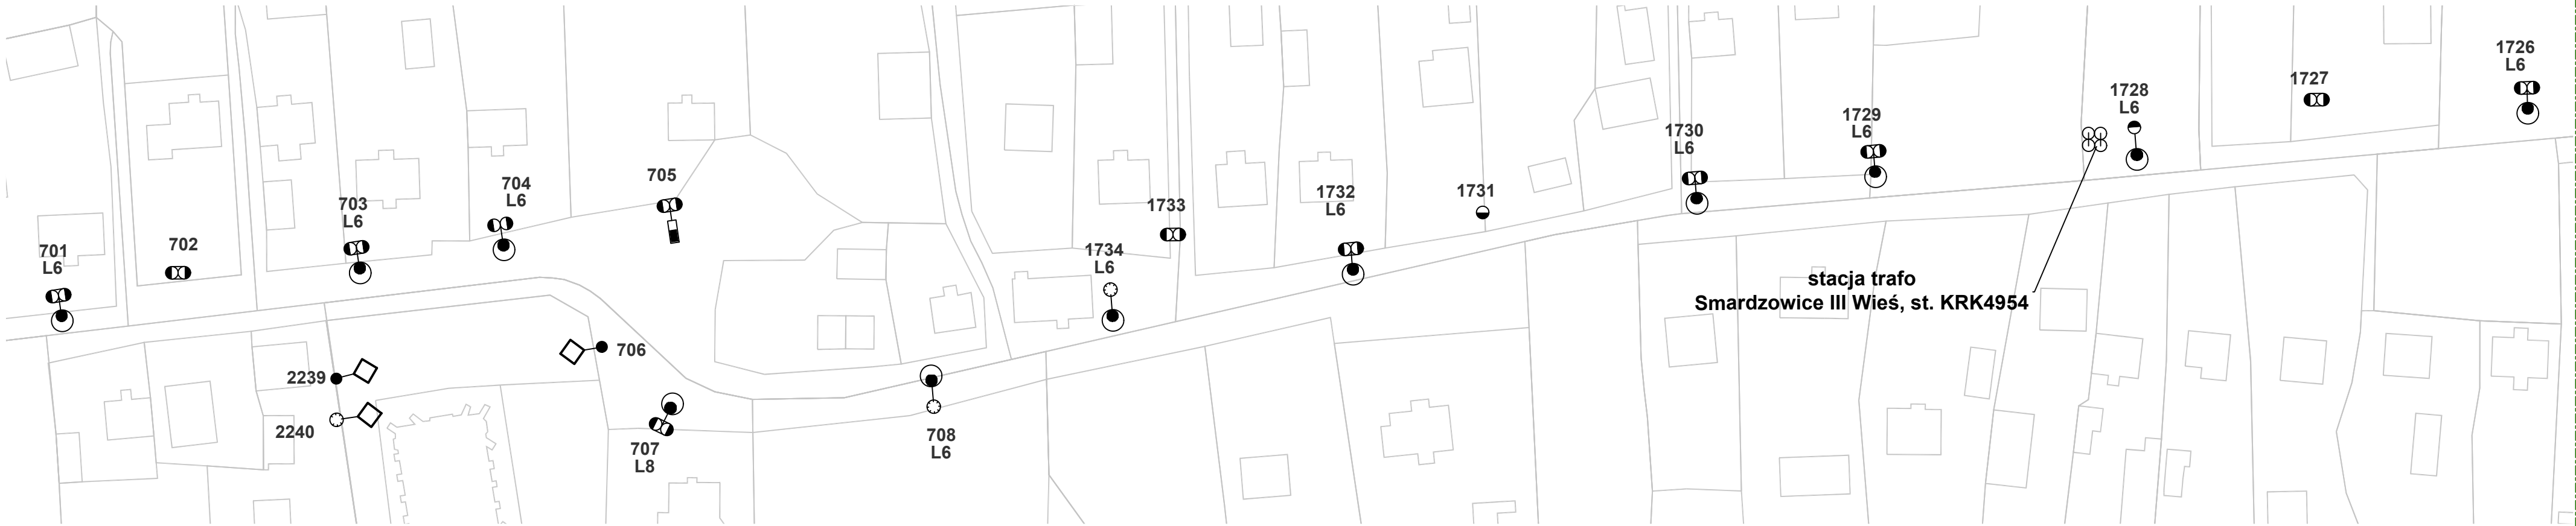 1726
L6
1727
1728
L6
1729
L6
1730
L6
1731
1732
L6
1733
1734
L6
705
704
L6
703
L6
702
701
L6
stacja trafo
Smardzowice III Wieś, st. KRK4954
706
2239
2240
707
L8
708
L6